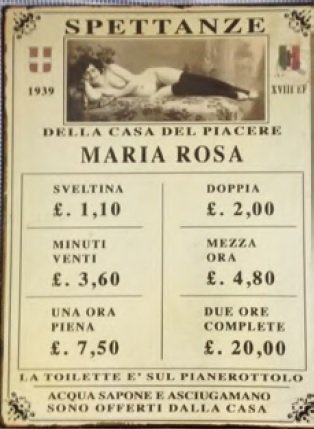 SPETTANZE
1939
XVIII EF
DELLA CASA DEL PIACERE
MARIA ROSA
SVELTINA
£. 1,10
DOPPIA
£. 2,00
MINUTI
VENTI
£. 3,60
MEZZA
ORA
£. 4,80
UNA ORA
PIENA
£. 7,50
DUE ORE
COMPLETE
£. 20,00
LA TOILETTE E' SUL PIANEROTTOLO
ACQUA SAPONE E ASCIUGAMANO
SONO OFFERTI DALLA CASA